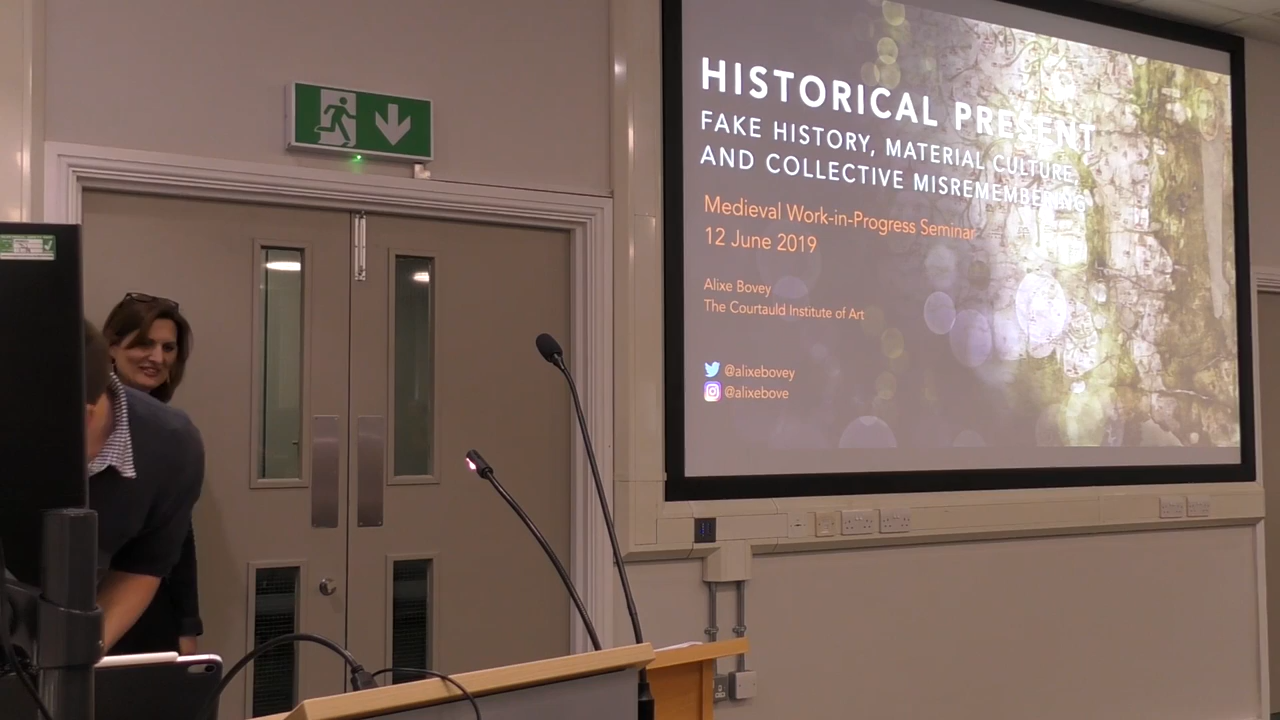 HISTORICAL PRESENT
FAKE HISTORY, MATERIAL CULTURE,
AND COLLECTIVE MISREMEMBERING
Medieval Work-in-Progress Seminar
12 June 2019
Alixe Bovey
The Courtauld Institute of Art
@alixebovey
@alixebove